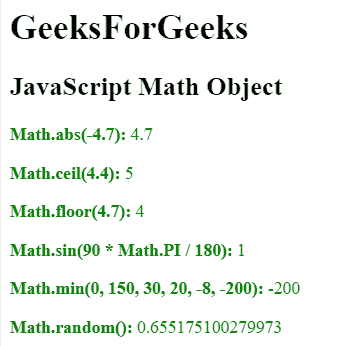 GeeksForGeeks
JavaScript Math Object
Math.abs(-4.7): 4.7
Math.ceil(4.4): 5
Math.floor(4.7): 4
Math.sin(90 * Math.PI / 180): 1
Math.min(0, 150, 30, 20, -8, -200): -200
Math.random(): 0.655175100279973